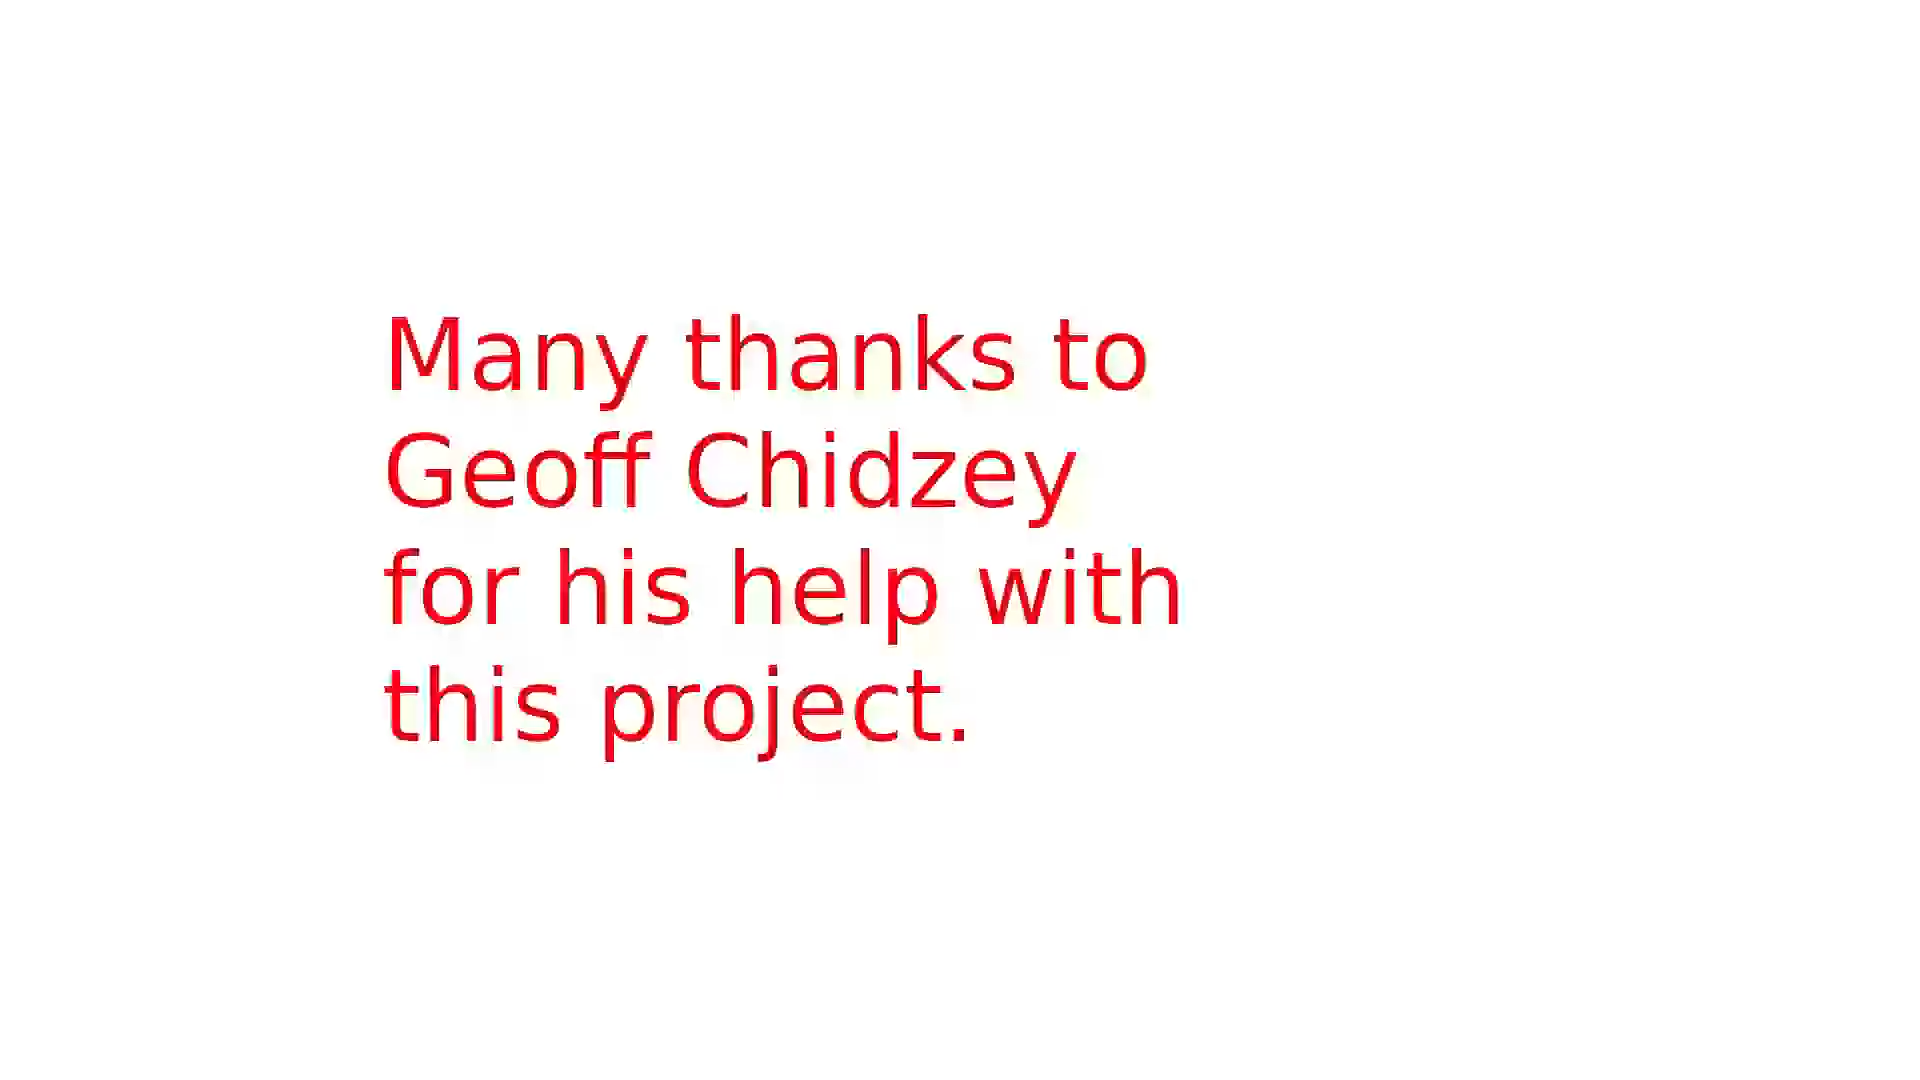 Many thanks to
Geoff Chidzey
for his help with
this project.